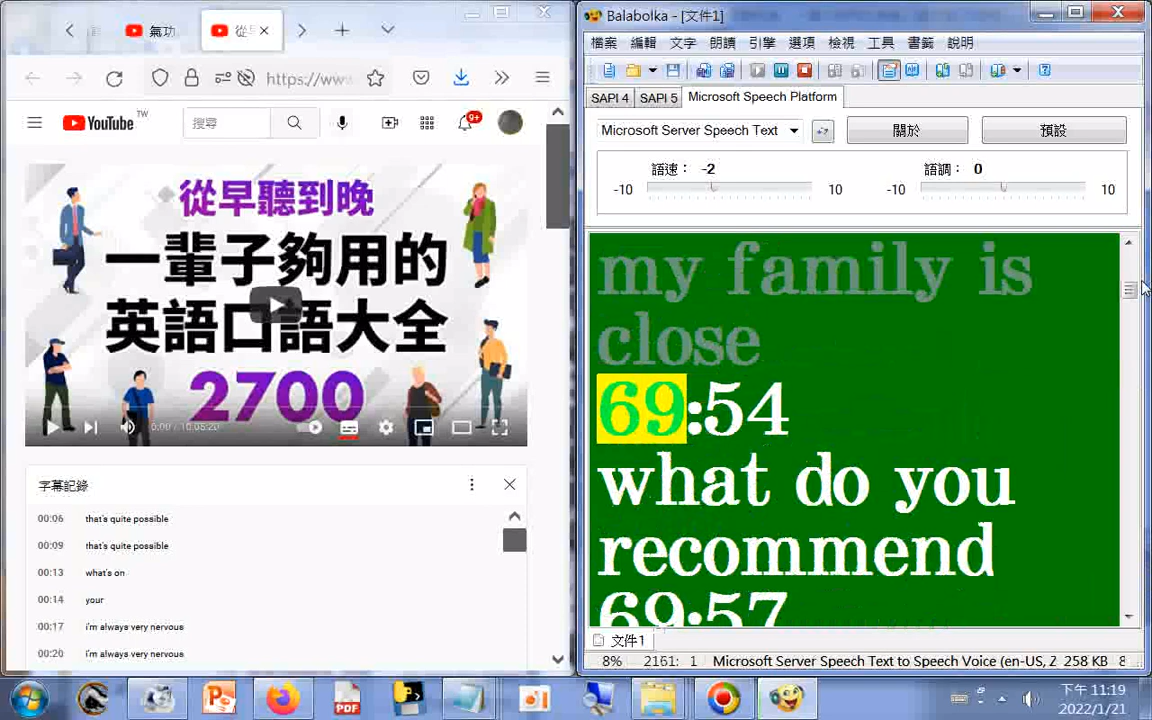 氣功
從
https://www
YouTube TW
搜尋
9+
從早聽到晚
一輩子夠用的
英語口語大全
2700
0:00 / 10:05:20
字幕記錄
00:06 that's quite possible
00:09 that's quite possible
00:13 what's on
00:14 your
00:17 i'm always very nervous
00:20 i'm always very nervous
Balabolka - [文件1]
檔案 編輯 文字 朗讀 引擎 選項 檢視 工具 書籤 說明
SAPI 4 SAPI 5 Microsoft Speech Platform
Microsoft Server Speech Text 關於 預設
語速： -2 語調： 0
-10 10 -10 10
my family is
close
69:54
what do you
recommend
69:57
文件1
8% 2161: 1 Microsoft Server Speech Text to Speech Voice (en-US, Z 258 KB 8
PDF
下午 11:19
2022/1/21